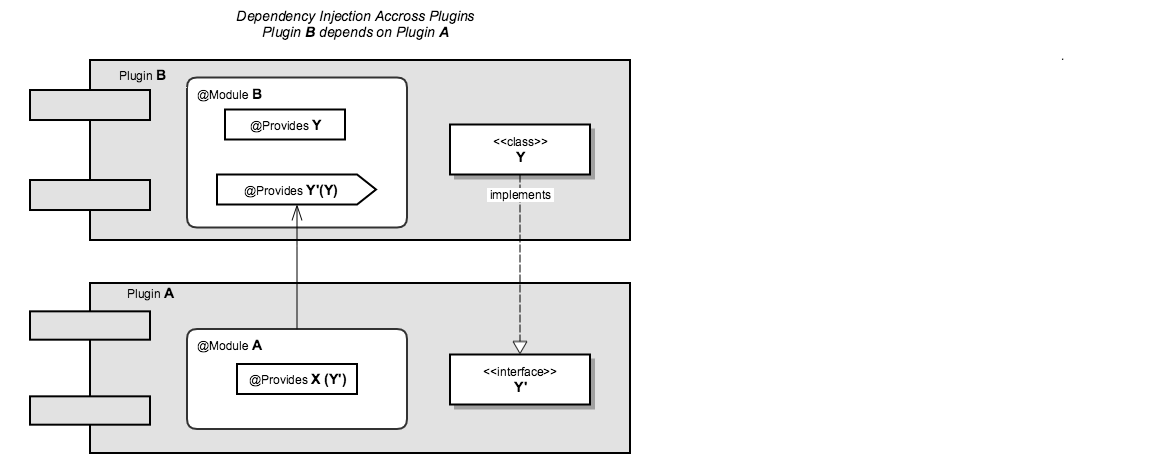 Dependency Injection Accross Plugins
Plugin B depends on Plugin A
Plugin B
@Module B
@Provides Y
<<class>>
Y
@Provides Y'(Y)
implements
Plugin A
@Module A
@Provides X (Y')
<<interface>>
Y'